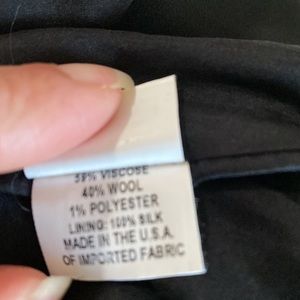 59% VISCOSE
40% WOOL
1% POLYESTER
LINING: 100% SILK
MADE IN THE U.S.A.
OF IMPORTED FABRIC